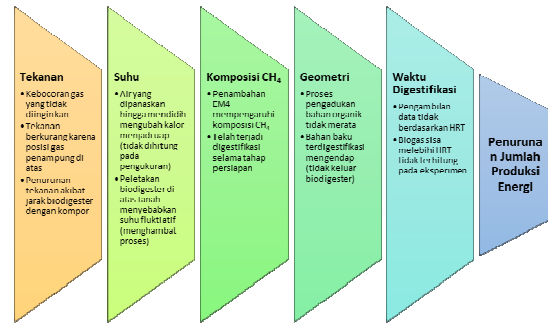 Tekanan
• Kebocoran gas
yang tidak
diinginkan
• Tekanan
berkurang karena
posisi gas
penampung di
atas
• Penurunan
tekanan akibat
jarak biodigester
dengan kompor
Suhu
• Air yang
dipanaskan
hingga mendidih
mengubah kalor
menjadi uap
(tidak dihitung
pada
pengukuran)
• Peletakan
biodigester di
atas tanah
menyebabkan
suhu fluktiatif
(menghambat
proses)
Komposisi CH₄
• Penambahan
EM4
mempengaruhi
komposisi CH₄
• Telah terjadi
digestifikasi
selama tahap
persiapan
Geometri
• Proses
pengadukan
bahan organik
tidak merata
• Bahan baku
terdigestifikasi
mengendap
(tidak keluar
biodigester)
Waktu
Digestifikasi
• Pengambilan
data tidak
berdasarkan HRT
• Biogas sisa
melebihi HRT
tidak terhitung
pada eksperimen
Penuruna
n Jumlah
Produksi
Energi